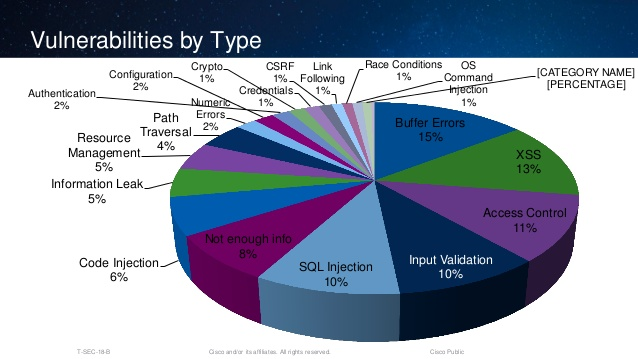 Vulnerabilities by Type
Buffer Errors
15%
XSS
13%
Access Control
11%
Input Validation
10%
SQL Injection
10%
Not enough info
8%
Code Injection
6%
Information Leak
5%
Resource
Management
5%
Path
Traversal
4%
Numeric
Errors
2%
Authentication
2%
Configuration
2%
Crypto
1%
Credentials
1%
CSRF
1%
Link
Following
1%
Race Conditions
1%
OS
Command
Injection
1%
[CATEGORY NAME]
[PERCENTAGE]
T-SEC-18-B
Cisco and/or its affiliates. All rights reserved.
Cisco Public